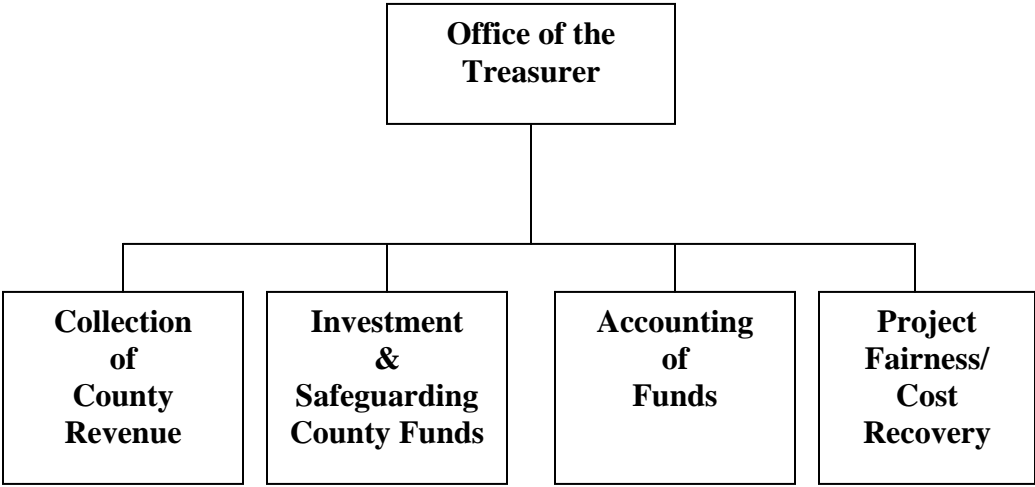 Office of the
Treasurer
Collection
of
County
Revenue
Investment
&
Safeguarding
County Funds
Accounting
of
Funds
Project
Fairness/
Cost
Recovery